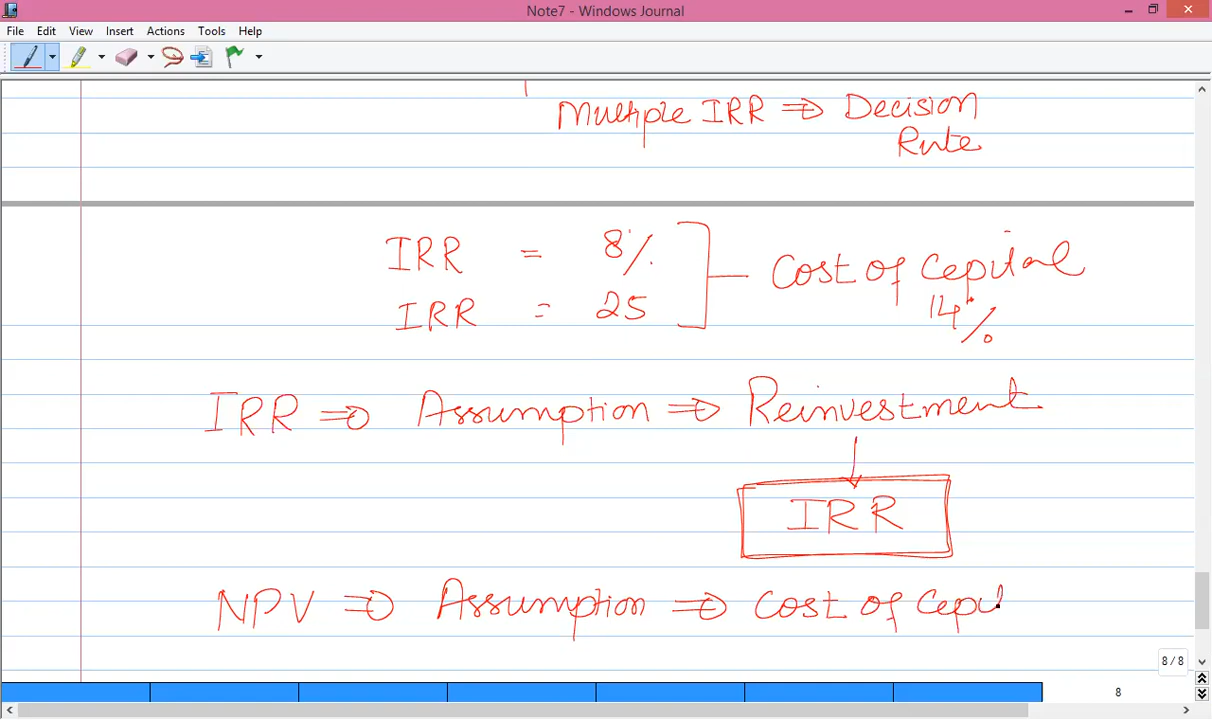 Note7 - Windows Journal
File Edit View Insert Actions Tools Help
Multiple IRR ⇒ Decision
Rule
IRR = 8%
IRR = 25
Cost of Capital
14%
IRR ⇒ Assumption ⇒ Reinvestment
IRR
NPV ⇒ Assumption ⇒ Cost of Capi
8 / 8
8